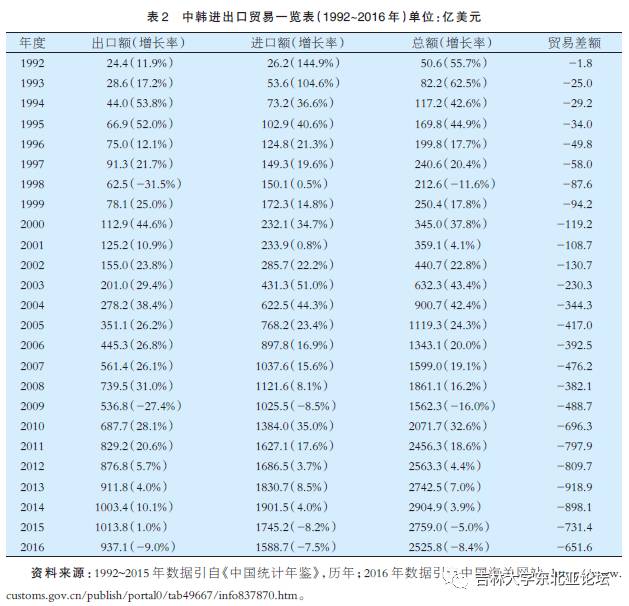 表2 中韩进出口贸易一览表(1992~2016年)单位:亿美元
年度 出口额(增长率) 进口额(增长率) 总额(增长率) 贸易差额
1992 24.4(11.9%) 26.2(144.9%) 50.6(55.7%) -1.8
1993 28.6(17.2%) 53.6(104.6%) 82.2(62.5%) -25.0
1994 44.0(53.8%) 73.2(36.6%) 117.2(42.6%) -29.2
1995 66.9(52.0%) 102.9(40.6%) 169.8(44.9%) -34.0
1996 75.0(12.1%) 124.8(21.3%) 199.8(17.7%) -49.8
1997 91.3(21.7%) 149.3(19.6%) 240.6(20.4%) -58.0
1998 62.5(-31.5%) 150.1(0.5%) 212.6(-11.6%) -87.6
1999 78.1(25.0%) 172.3(14.8%) 250.4(17.8%) -94.2
2000 112.9(44.6%) 232.1(34.7%) 345.0(37.8%) -119.2
2001 125.2(10.9%) 233.9(0.8%) 359.1(4.1%) -108.7
2002 155.0(23.8%) 285.7(22.2%) 440.7(22.8%) -130.7
2003 201.0(29.4%) 431.3(51.0%) 632.3(43.4%) -230.3
2004 278.2(38.4%) 622.5(44.3%) 900.7(42.4%) -344.3
2005 351.1(26.2%) 768.2(23.4%) 1119.3(24.3%) -417.0
2006 445.3(26.8%) 897.8(16.9%) 1343.1(20.0%) -392.5
2007 561.4(26.1%) 1037.6(15.6%) 1599.0(19.1%) -476.2
2008 739.5(31.0%) 1121.6(8.1%) 1861.1(16.2%) -382.1
2009 536.8(-27.4%) 1025.5(-8.5%) 1562.3(-16.0%) -488.7
2010 687.7(28.1%) 1384.0(35.0%) 2071.7(32.6%) -696.3
2011 829.2(20.6%) 1627.1(17.6%) 2456.3(18.6%) -797.9
2012 876.8(5.7%) 1686.5(3.7%) 2563.3(4.4%) -809.7
2013 911.8(4.0%) 1830.7(8.5%) 2742.5(7.0%) -918.9
2014 1003.4(10.1%) 1901.5(4.0%) 2904.9(3.9%) -898.1
2015 1013.8(1.0%) 1745.2(-8.2%) 2759.0(-5.0%) -731.4
2016 937.1(-9.0%) 1588.7(-7.5%) 2525.8(-8.4%) -651.6
资料来源:1992~2015年数据引自《中国统计年鉴》,历年;2016年数据引
customs.gov.cn/publish/portal0/tab49667/info837870.htm。
吉林大学东北亚论坛